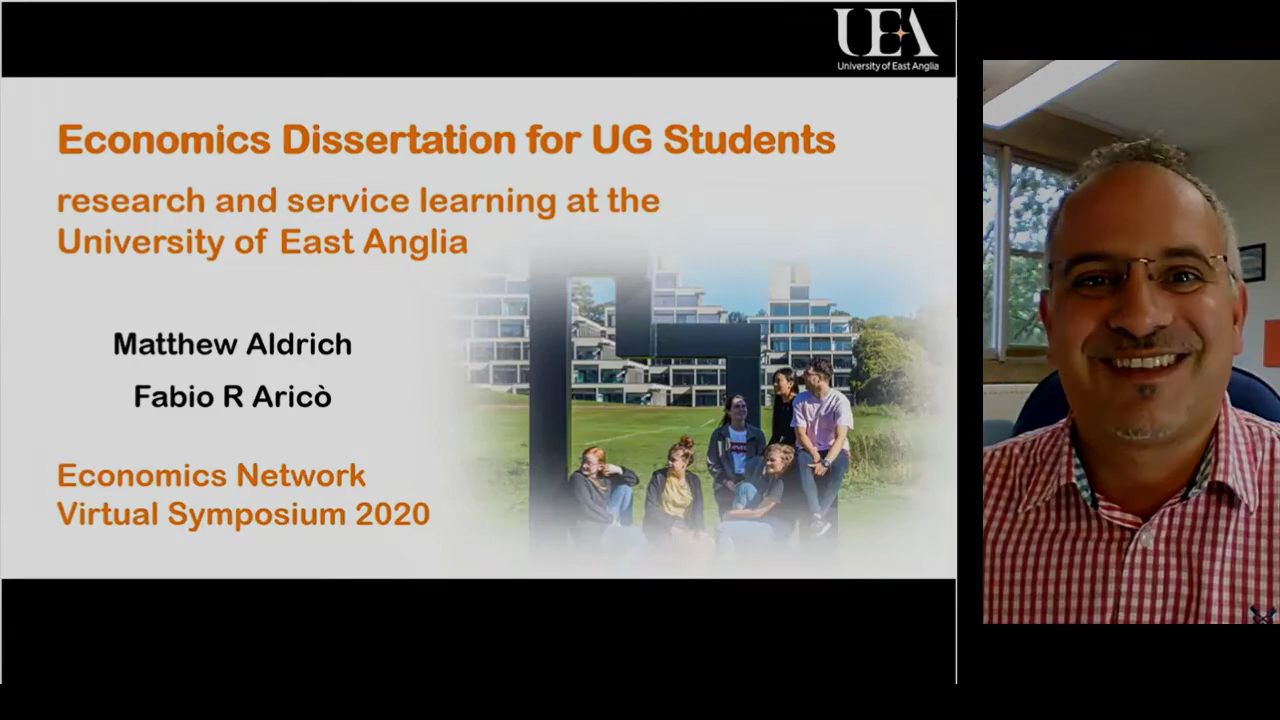 UEA
University of East Anglia
Economics Dissertation for UG Students
research and service learning at the
University of East Anglia
Matthew Aldrich
Fabio R Aricò
Economics Network
Virtual Symposium 2020